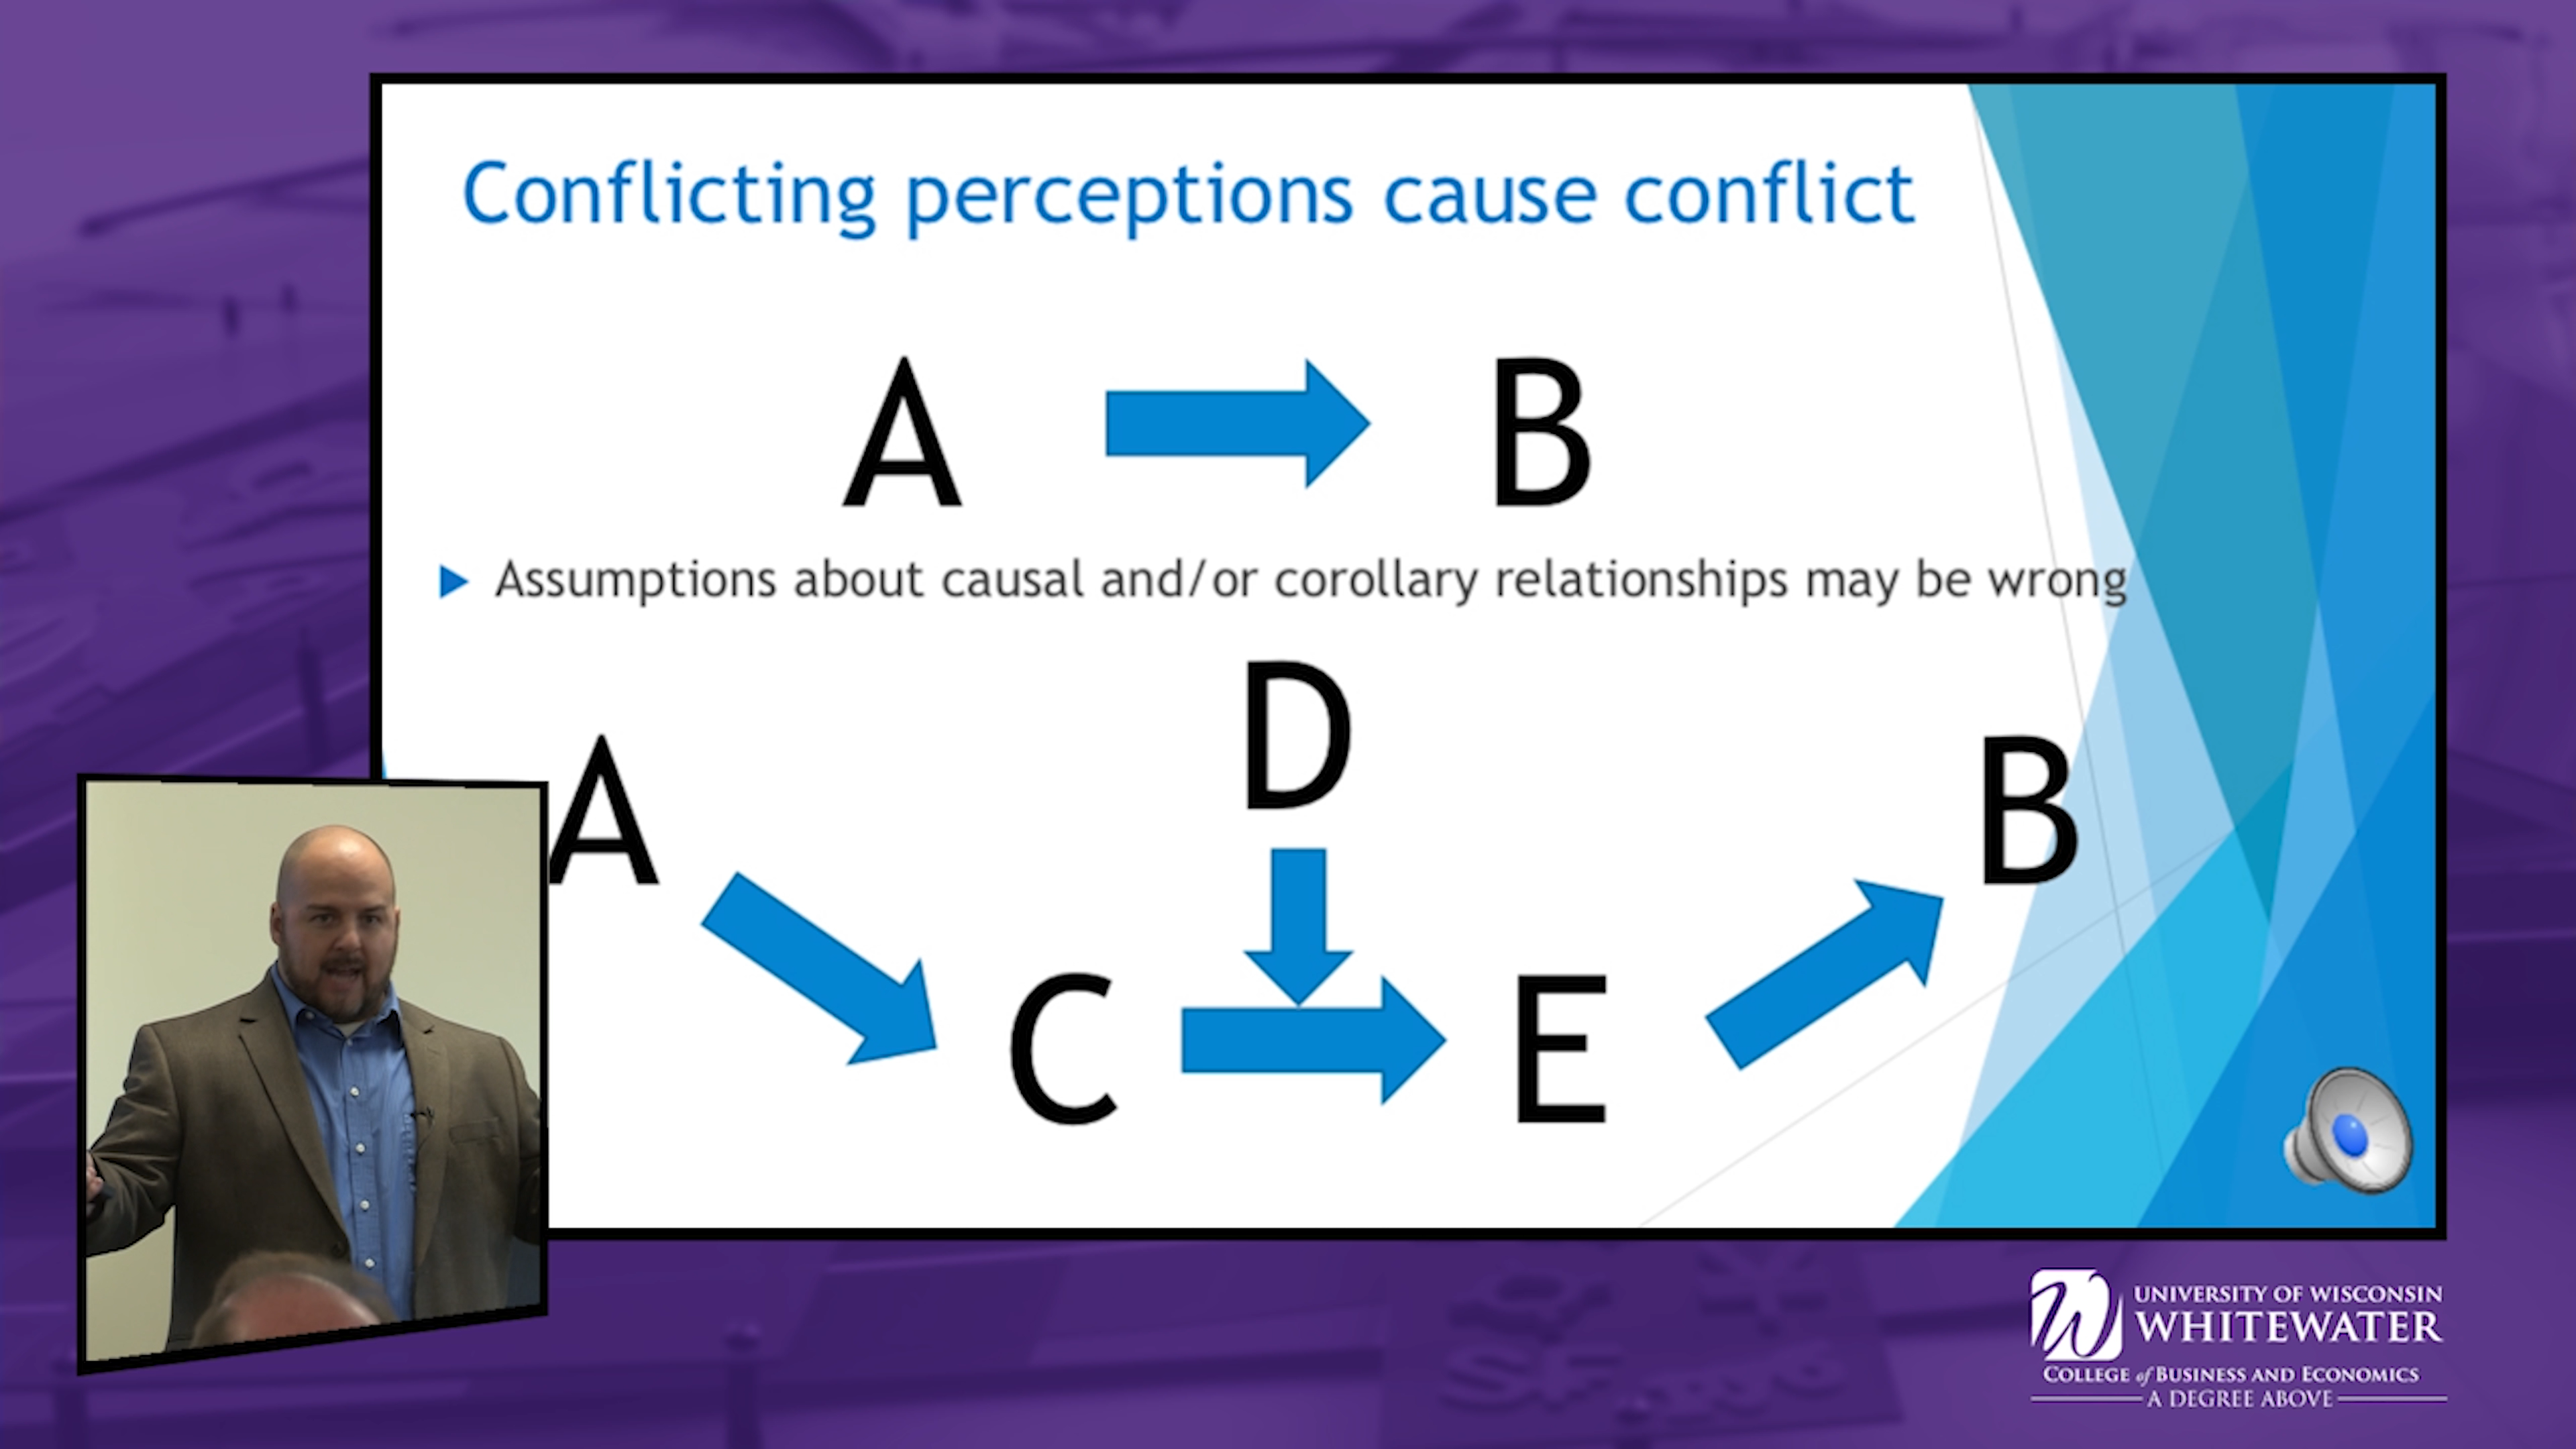 Conflicting perceptions cause conflict
A B
Assumptions about causal and/or corollary relationships may be wrong
D
A B
C E
W UNIVERSITY OF WISCONSIN
WHITEWATER
COLLEGE of BUSINESS AND ECONOMICS
A DEGREE ABOVE